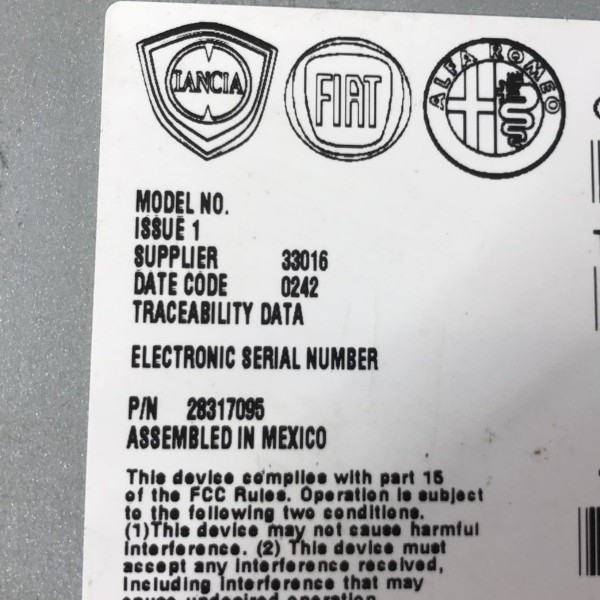 LANCIA
FIAT
ALFA ROMEO
MODEL NO.
ISSUE 1
SUPPLIER 33016
DATE CODE 0242
TRACEABILITY DATA
ELECTRONIC SERIAL NUMBER
P/N 28317095
ASSEMBLED IN MEXICO
This device complies with part 15
of the FCC Rules. Operation is subject
to the following two conditions.
(1)This device may not cause harmful
interference. (2) This device must
accept any interference received,
Including Interference that may
cause undesired operation